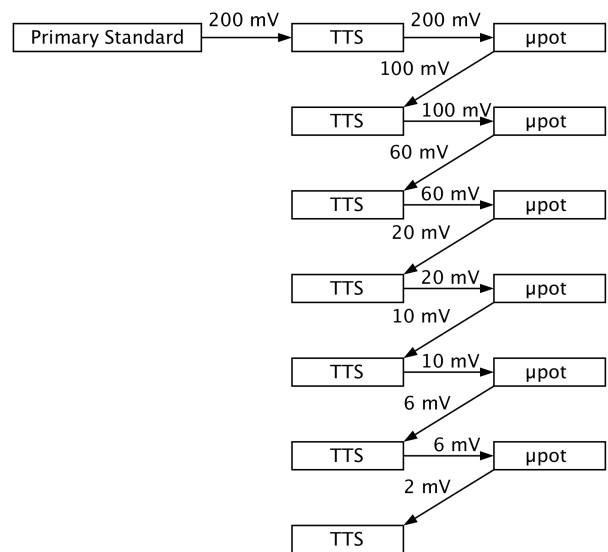 200 mV 200 mV
Primary Standard TTS µpot
100 mV
100 mV
TTS µpot
60 mV
60 mV
TTS µpot
20 mV
20 mV
TTS µpot
10 mV
10 mV
TTS µpot
6 mV
6 mV
TTS µpot
2 mV
TTS